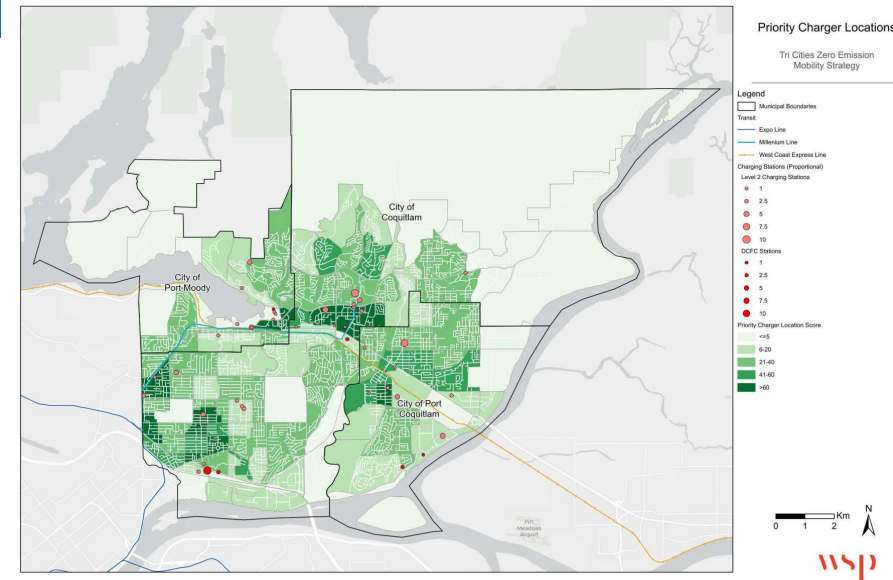 Priority Charger Locations
Tri Cities Zero Emission
Mobility Strategy
Legend
Municipal Boundaries
Transit
Expo Line
Millenium Line
West Coast Express Line
Charging Stations (Proportional)
Level 2 Charging Stations
1
2.5
5
7.5
10
DCFC Stations
1
2.5
5
7.5
10
Priority Charger Location Score
<=5
6-20
21-40
41-60
>60
City of
Coquitlam
City of
Port Moody
City of Port
Coquitlam
Pitt
Meadows
Airport
Km
0 1 2
N
wsp